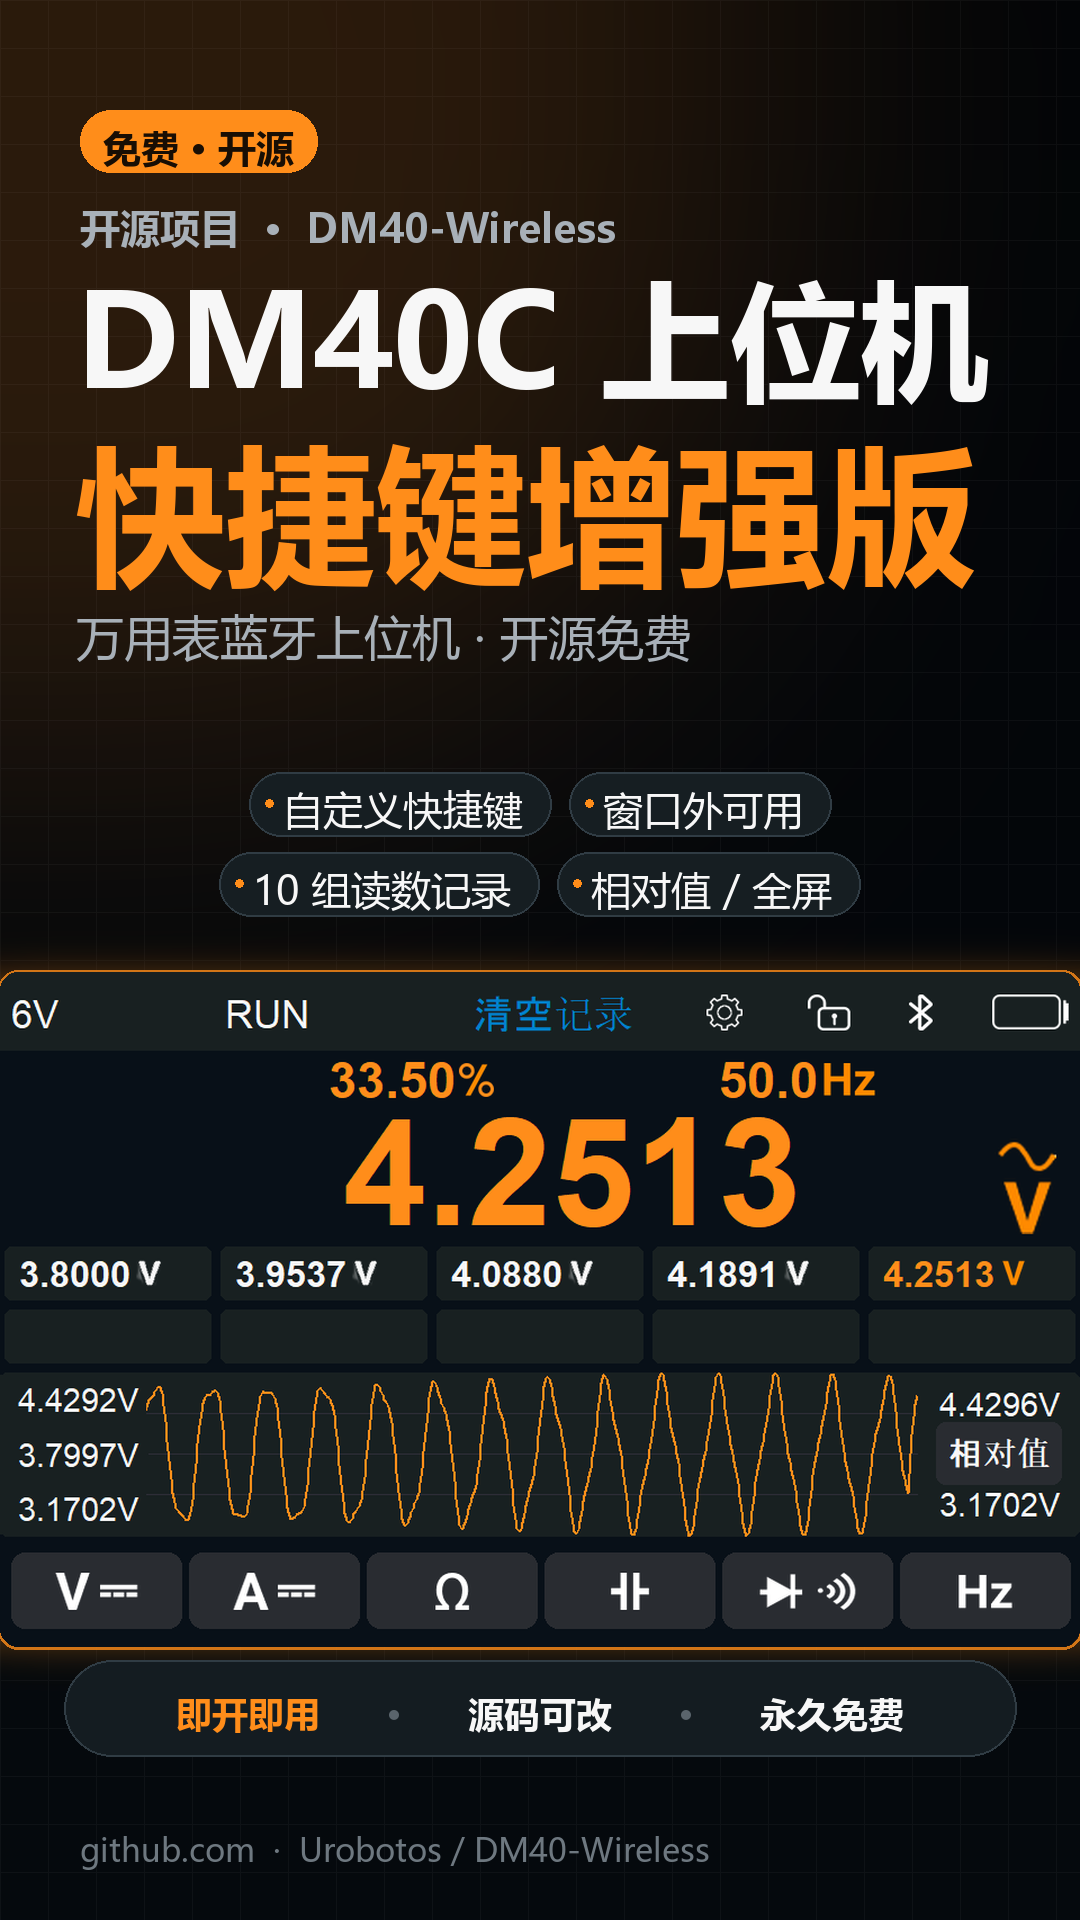 免费 • 开源
开源项目 • DM40-Wireless
DM40C 上位机
快捷键增强版
万用表蓝牙上位机 · 开源免费
• 自定义快捷键 • 窗口外可用
• 10 组读数记录 • 相对值 / 全屏
6V RUN 清空记录
33.50% 50.0Hz
4.2513 V
3.8000 V 3.9537 V 4.0880 V 4.1891 V 4.2513 V
4.4292V 4.4296V
3.7997V 相对值
3.1702V 3.1702V
V A Ω Hz
即开即用 • 源码可改 • 永久免费
github.com · Urobotos / DM40-Wireless